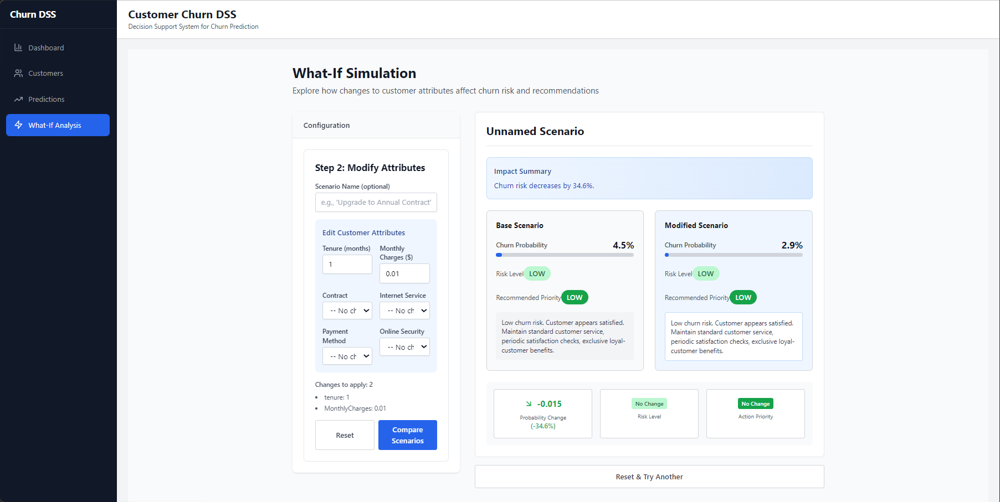 Churn DSS
Dashboard
Customers
Predictions
What-If Analysis
Customer Churn DSS
Decision Support System for Churn Prediction
What-If Simulation
Explore how changes to customer attributes affect churn risk and recommendations
Configuration
Step 2: Modify Attributes
Scenario Name (optional)
e.g., 'Upgrade to Annual Contract'
Edit Customer Attributes
Tenure (months)
1
Monthly
Charges ($)
0.01
Contract
-- No ch
Internet Service
-- No ch
Payment
Method
-- No ch
Online Security
-- No ch
Changes to apply: 2
• tenure: 1
• MonthlyCharges: 0.01
Reset
Compare
Scenarios
Unnamed Scenario
Impact Summary
Churn risk decreases by 34.6%.
Base Scenario
Churn Probability 4.5%
Risk Level LOW
Recommended Priority LOW
Low churn risk. Customer appears satisfied.
Maintain standard customer service,
periodic satisfaction checks, exclusive loyal-
customer benefits.
Modified Scenario
Churn Probability 2.9%
Risk Level LOW
Recommended Priority LOW
Low churn risk. Customer appears satisfied.
Maintain standard customer service,
periodic satisfaction checks, exclusive loyal-
customer benefits.
-0.015
Probability Change
(-34.6%)
No Change
Risk Level
No Change
Action Priority
Reset & Try Another